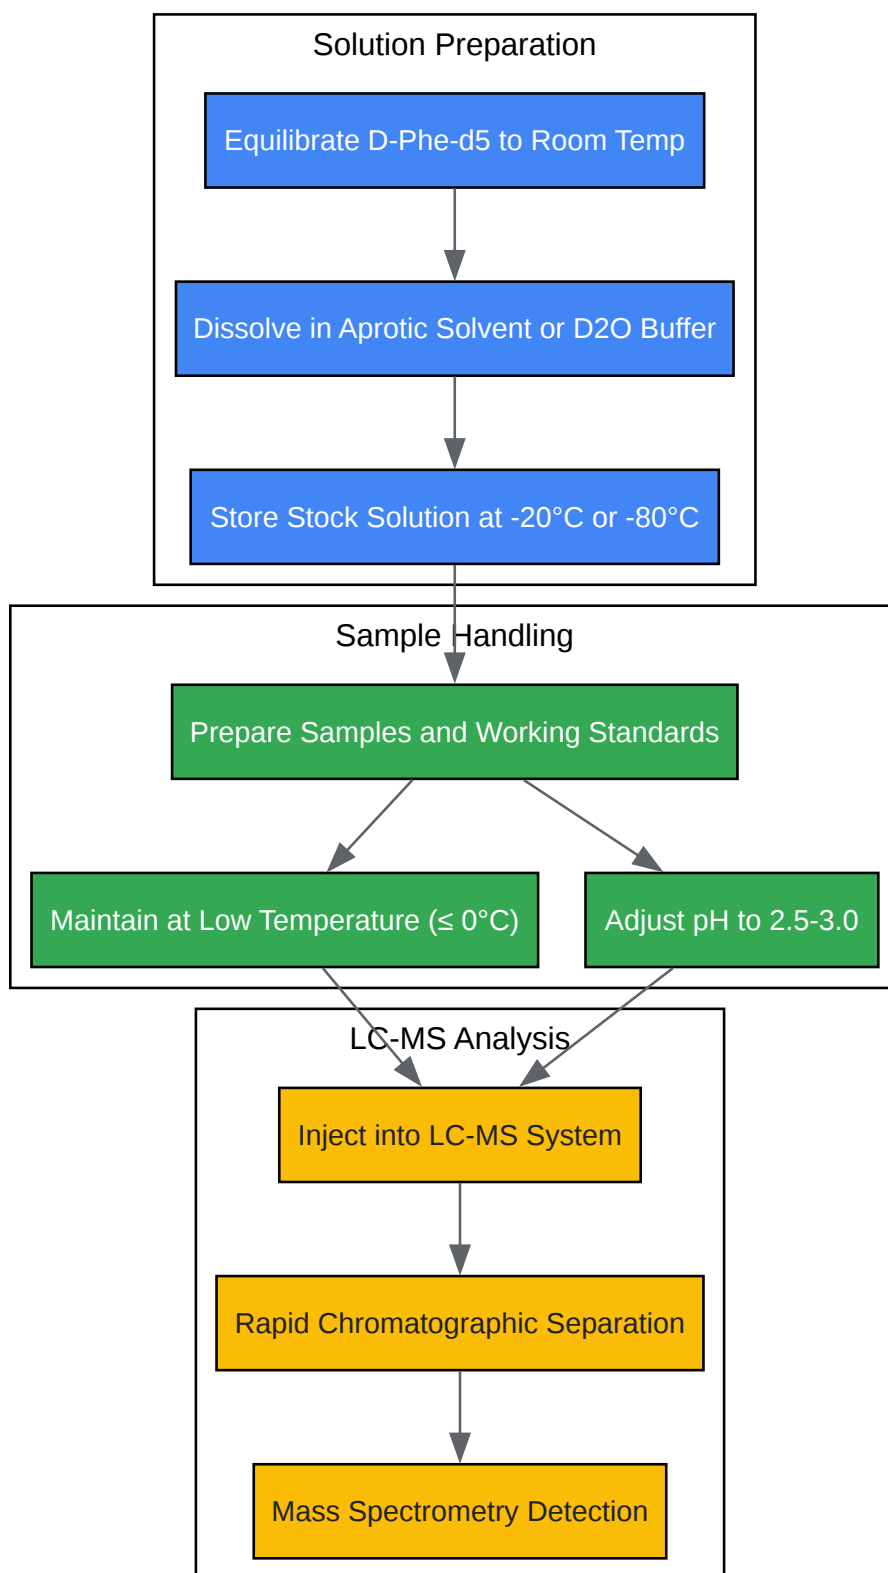 Solution Preparation
Equilibrate D-Phe-d5 to Room Temp
Dissolve in Aprotic Solvent or D2O Buffer
Store Stock Solution at -20°C or -80°C
Sample Handling
Prepare Samples and Working Standards
Maintain at Low Temperature (≤ 0°C)
Adjust pH to 2.5-3.0
LC-MS Analysis
Inject into LC-MS System
Rapid Chromatographic Separation
Mass Spectrometry Detection